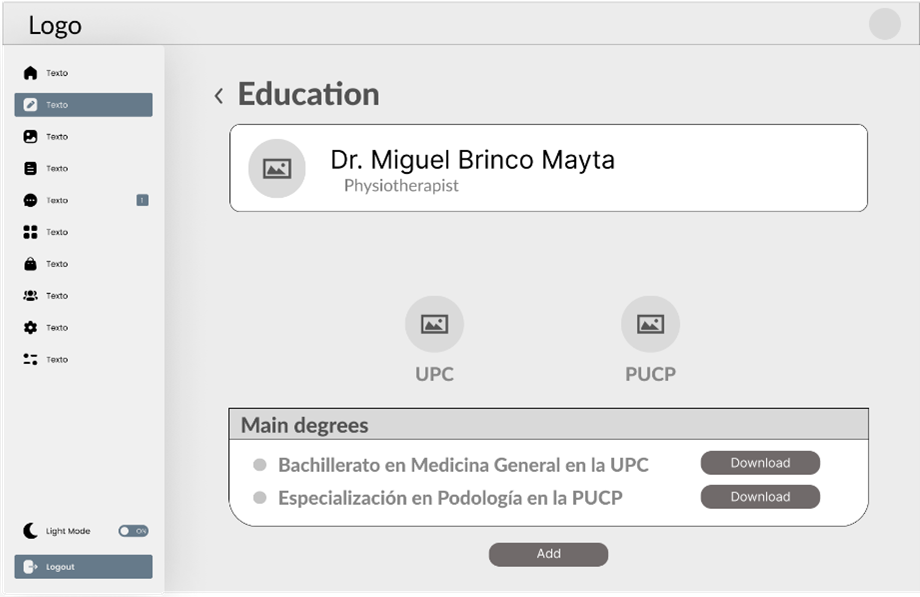 Logo
Texto
Texto
Texto
Texto
Texto 1
Texto
Texto
Texto
Texto
Texto
Light Mode ON
Logout
Education
Dr. Miguel Brinco Mayta
Physiotherapist
UPC PUCP
Main degrees
Bachillerato en Medicina General en la UPC Download
Especialización en Podología en la PUCP Download
Add